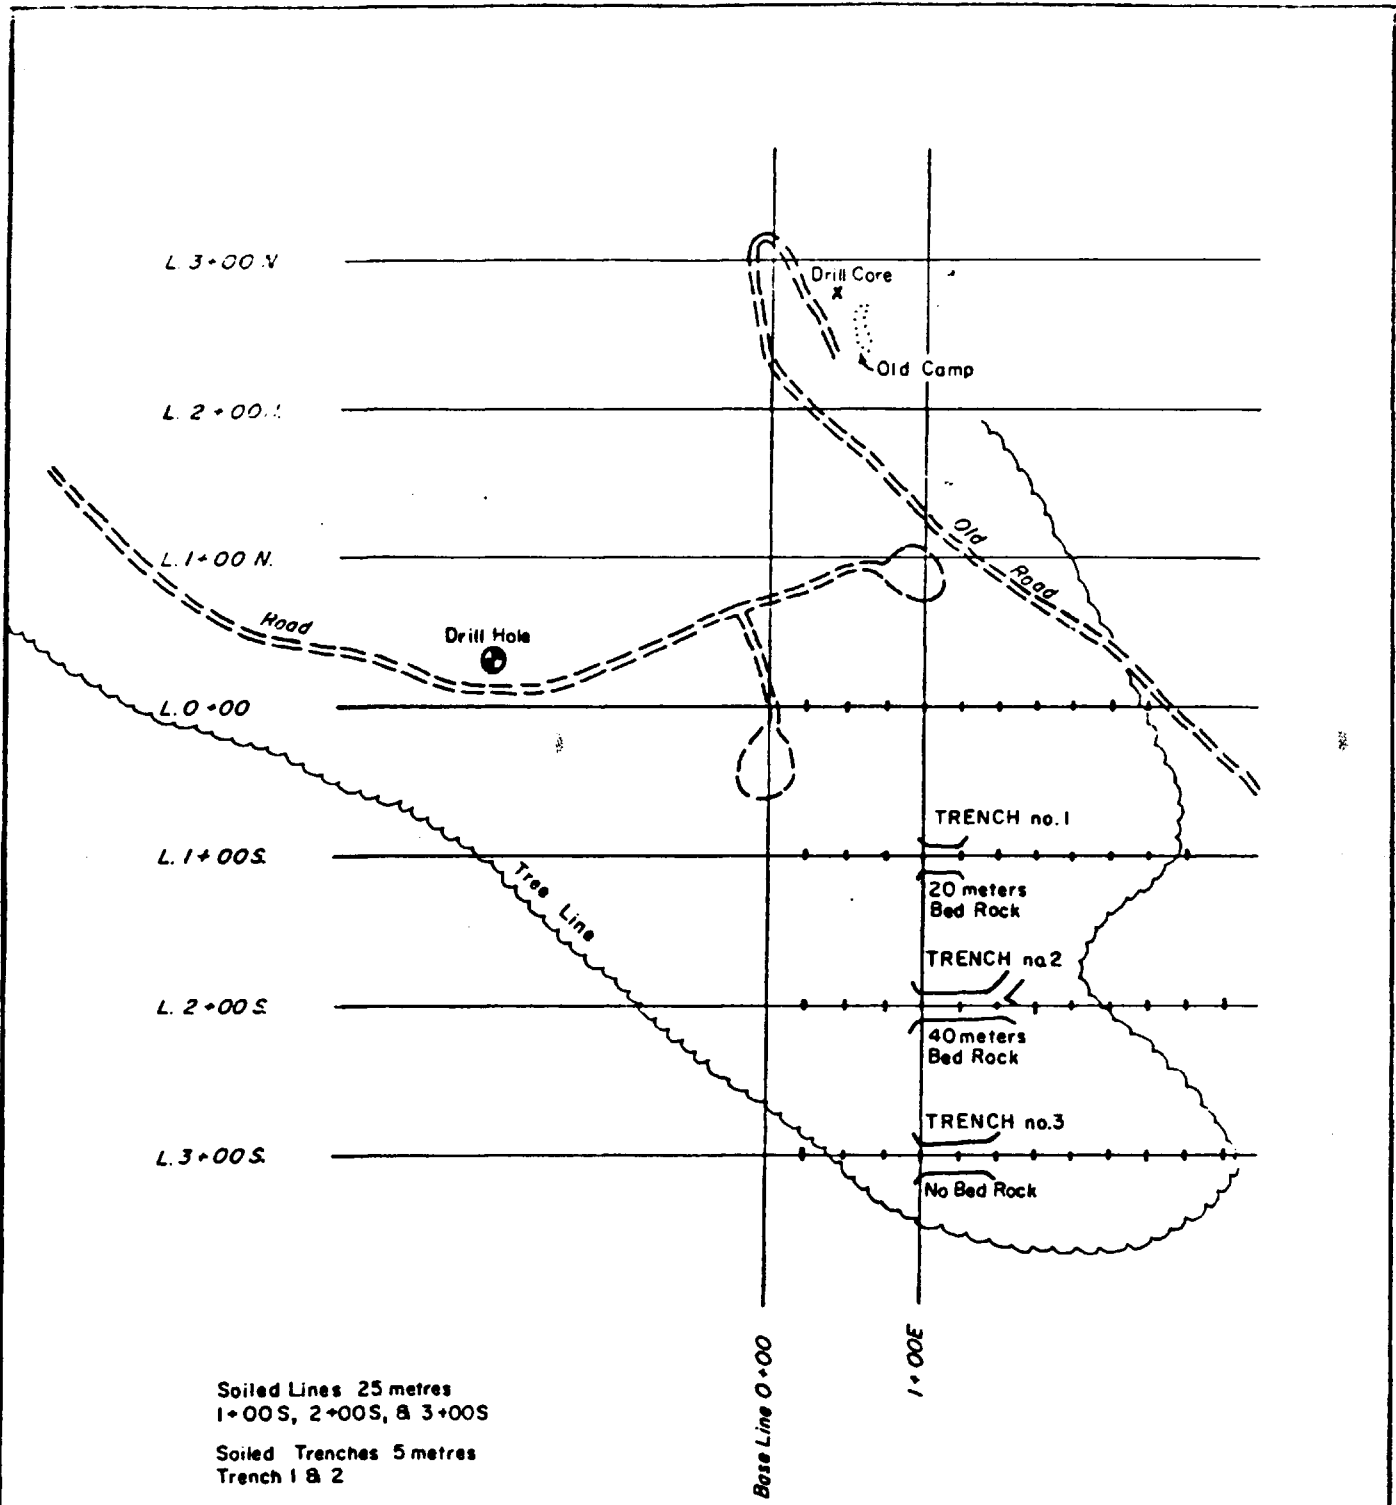 L. 3+00 N
Drill Core
x
Old Camp
L. 2+00
Old
Road
L. 1+00 N.
Road
Drill Hole
L. 0+00
TRENCH no. 1
L. 1+00 S.
20 meters
Bed Rock
Tree Line
TRENCH no. 2
L. 2+00 S.
40 meters
Bed Rock
TRENCH no. 3
L. 3+00 S.
No Bed Rock
Base Line 0+00
1+00E
Soiled Lines 25 metres
1+00S, 2+00S, & 3+00S
Soiled Trenches 5 metres
Trench 1 & 2